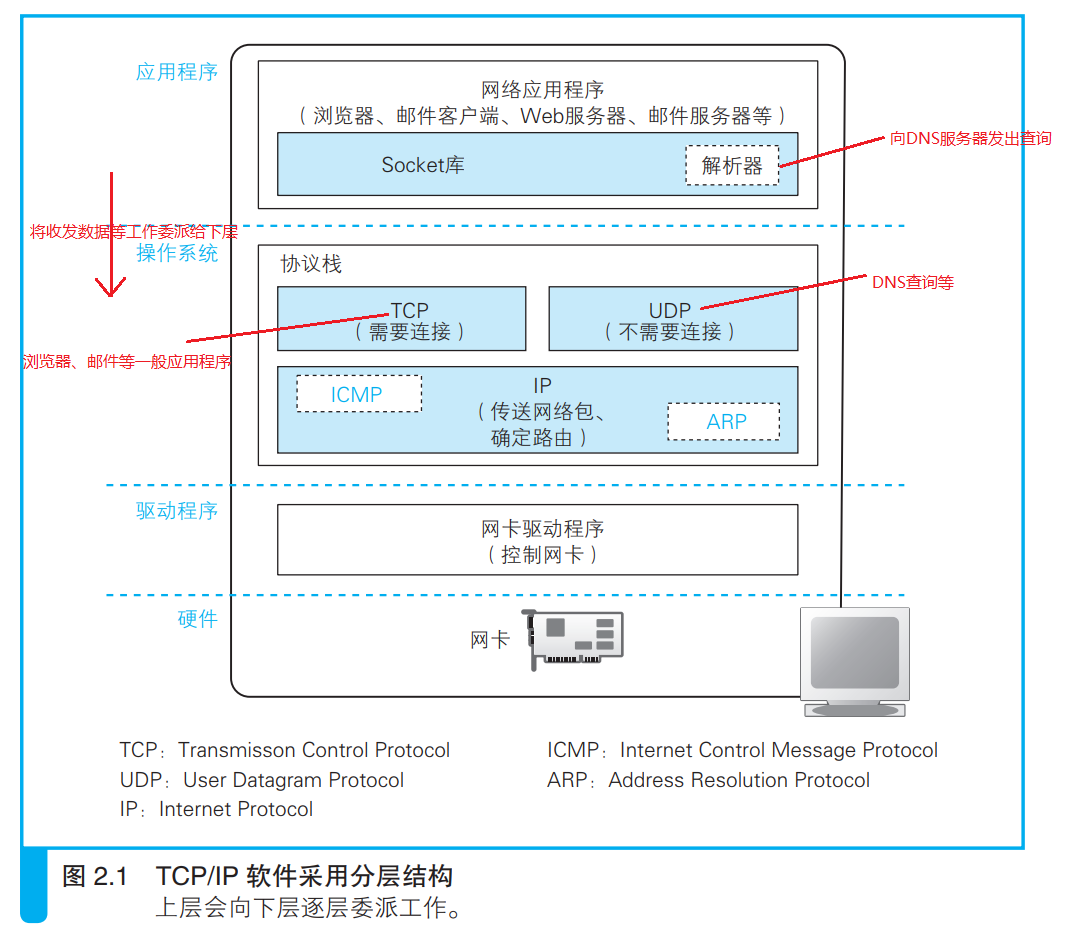 应用程序
网络应用程序
（浏览器、邮件客户端、Web服务器、邮件服务器等）
Socket库
解析器
向DNS服务器发出查询
将收发数据等工作委派给下层
操作系统
协议栈
TCP
（需要连接）
UDP
（不需要连接）
DNS查询等
浏览器、邮件等一般应用程序
ICMP
IP
（传送网络包、
确定路由）
ARP
驱动程序
网卡驱动程序
（控制网卡）
硬件
网卡
TCP：Transmisson Control Protocol
UDP：User Datagram Protocol
IP：Internet Protocol
ICMP：Internet Control Message Protocol
ARP：Address Resolution Protocol
图 2.1 TCP/IP 软件采用分层结构
上层会向下层逐层委派工作。